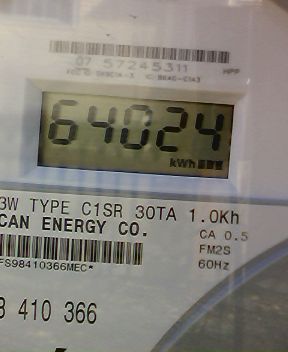 07 57245311
64024
kWh
3W TYPE C1SR 30TA 1.0Kh
CAN ENERGY CO.
CA 0.5
FM2S
60Hz
FS98410366MEC*
8 410 366